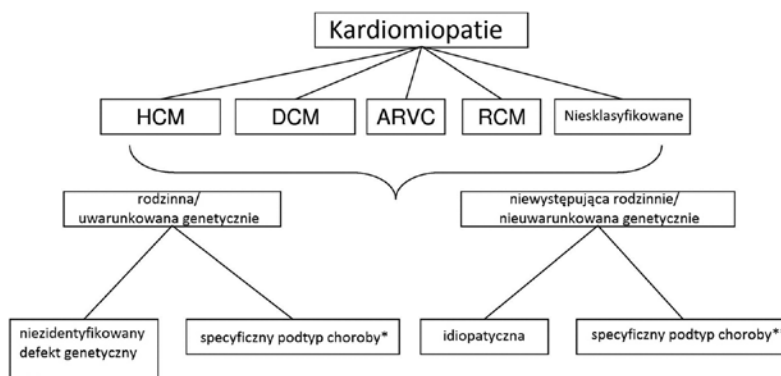 Kardiomiopatie
HCM
DCM
ARVC
RCM
Niesklasyfikowane
rodzinna/
uwarunkowana genetycznie
niewystępująca rodzinnie/
nieuwarunkowana genetycznie
niezidentyfikowany
defekt genetyczny
specyficzny podtyp choroby*
idiopatyczna
specyficzny podtyp choroby*